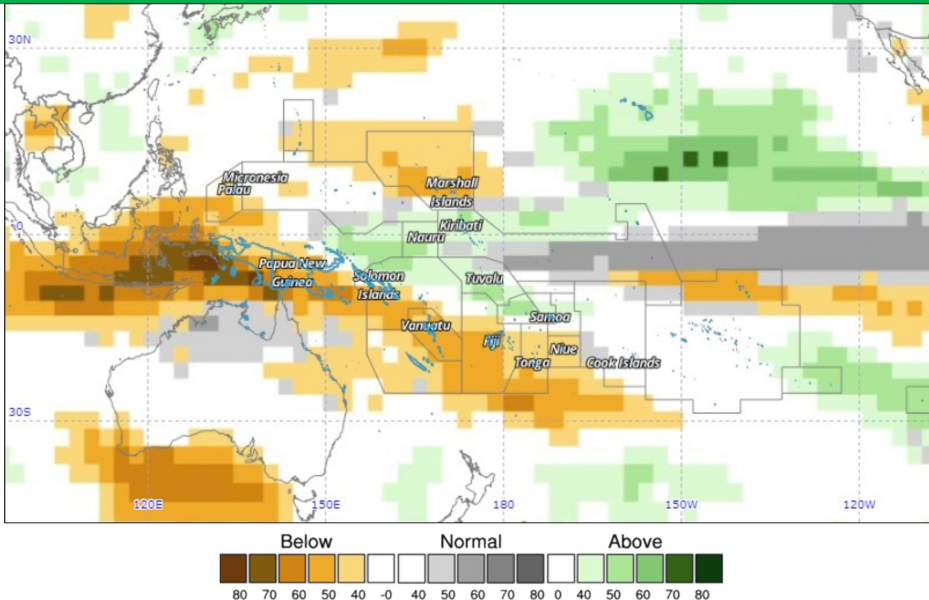 30N
Micronesia
Palau
Marshall
Islands
0
Kiribati
Nauru
Papua New
Guinea
Solomon
Islands
Tuvalu
Vanuatu
Samoa
Fiji
Niue
Tonga
Cook Islands
30S
120E 150E 180 150W 120W
Below Normal Above
80 70 60 50 40 -0 40 50 60 70 80 0 40 50 60 70 80